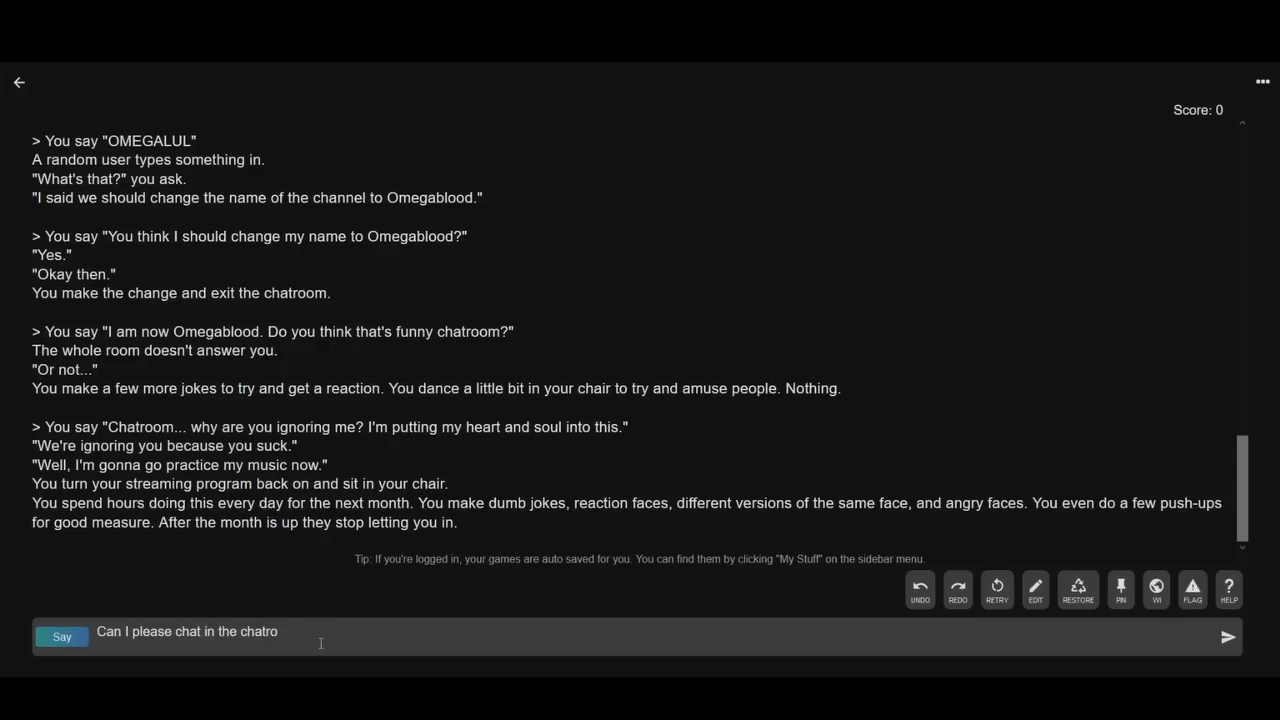 Score: 0
> You say "OMEGALUL"
A random user types something in.
"What's that?" you ask.
"I said we should change the name of the channel to Omegablood."
> You say "You think I should change my name to Omegablood?"
"Yes."
"Okay then."
You make the change and exit the chatroom.
> You say "I am now Omegablood. Do you think that's funny chatroom?"
The whole room doesn't answer you.
"Or not..."
You make a few more jokes to try and get a reaction. You dance a little bit in your chair to try and amuse people. Nothing.
> You say "Chatroom... why are you ignoring me? I'm putting my heart and soul into this."
"We're ignoring you because you suck."
"Well, I'm gonna go practice my music now."
You turn your streaming program back on and sit in your chair.
You spend hours doing this every day for the next month. You make dumb jokes, reaction faces, different versions of the same face, and angry faces. You even do a few push-ups
for good measure. After the month is up they stop letting you in.
Tip: If you're logged in, your games are auto saved for you. You can find them by clicking "My Stuff" on the sidebar menu.
UNDO REDO RETRY EDIT RESTORE PIN WI FLAG HELP
Say Can I please chat in the chatro